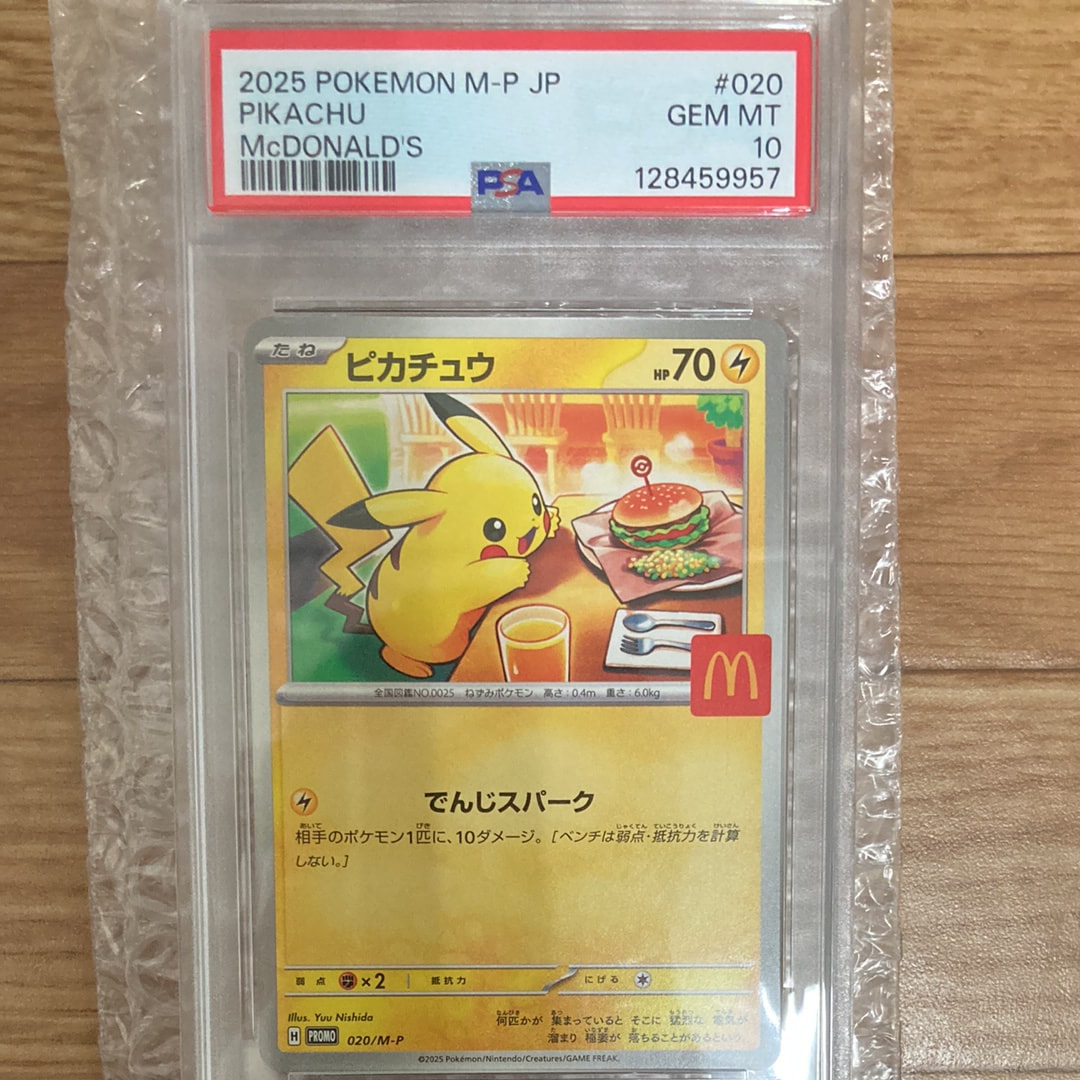 2025 POKEMON M-P JP #020
PIKACHU GEM MT
McDONALD'S 10
PSA 128459957
たね ピカチュウ HP70
全国図鑑NO.0025 ねずみポケモン 高さ:0.4m 重さ:6.0kg
でんじスパーク
相手のポケモン1匹に、10ダメージ。[ベンチは弱点・抵抗力を計算
しない。]
弱点 ×2 抵抗力 にげる
Illus. Yuu Nishida
何匹かが 集まっていると そこに 猛烈な 電気が
溜まり 稲妻が 落ちることがあるという。
H PROMO 020/M-P
©2025 Pokémon/Nintendo/Creatures/GAME FREAK.